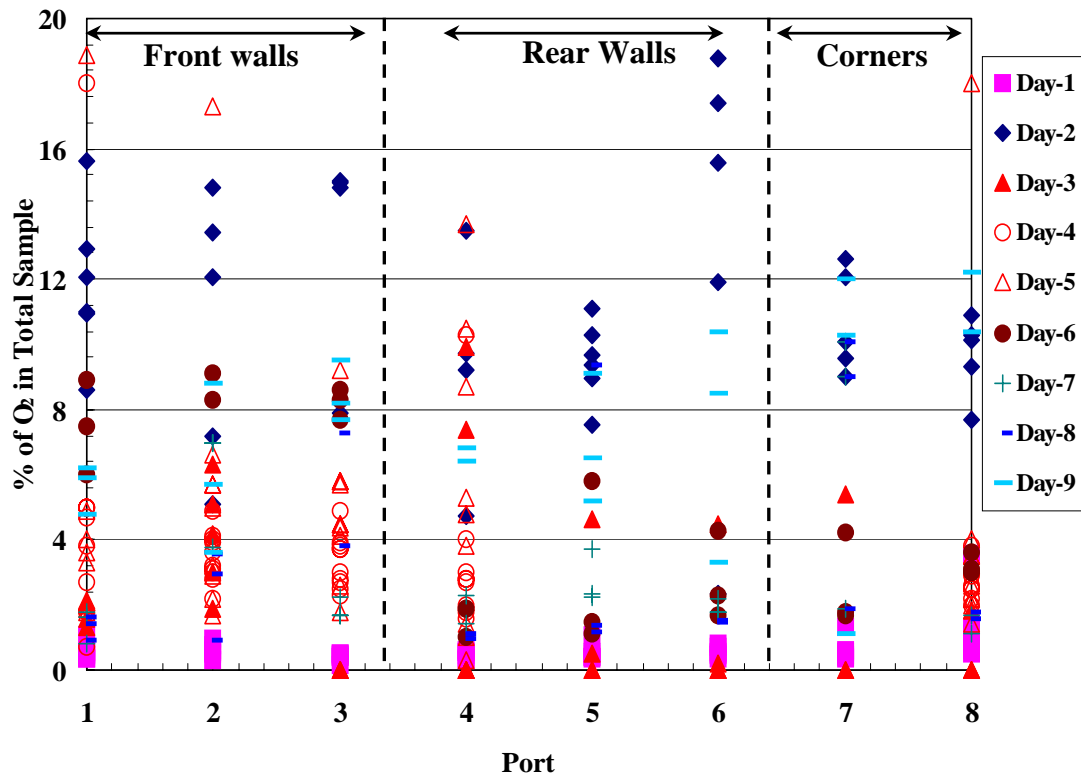 20
16
12
8
4
0
% of O₂ in Total Sample
Front walls
Rear Walls
Corners
Day-1
Day-2
Day-3
Day-4
Day-5
Day-6
Day-7
Day-8
Day-9
1 2 3 4 5 6 7 8
Port